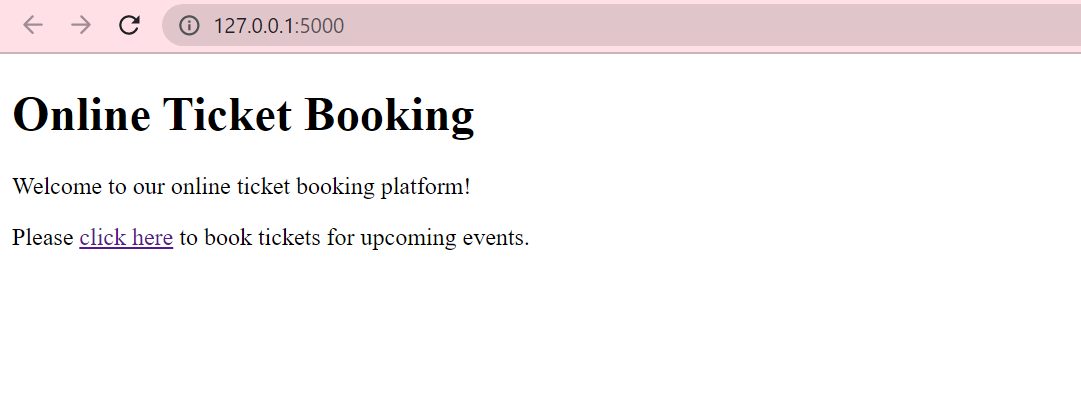 127.0.0.1:5000
Online Ticket Booking
Welcome to our online ticket booking platform!
Please click here to book tickets for upcoming events.